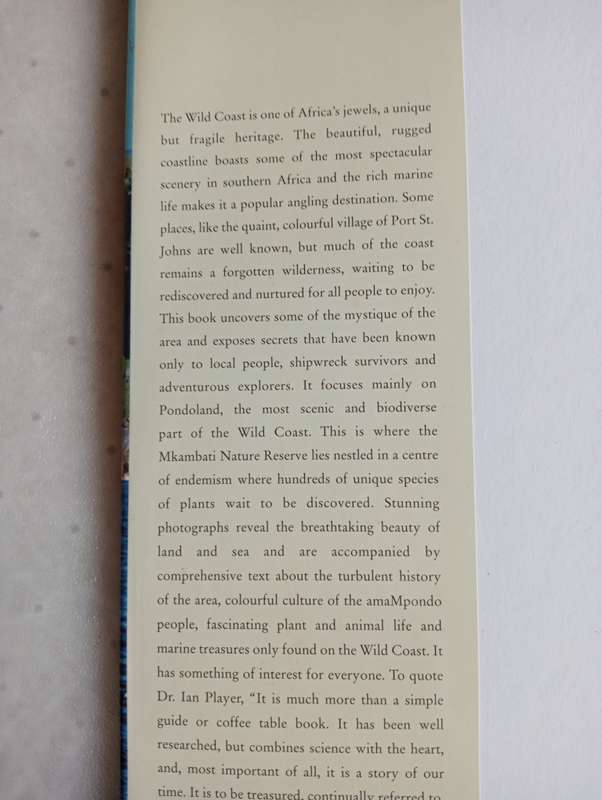 The Wild Coast is one of Africa's jewels, a unique
but fragile heritage. The beautiful, rugged
coastline boasts some of the most spectacular
scenery in southern Africa and the rich marine
life makes it a popular angling destination. Some
places, like the quaint, colourful village of Port St.
Johns are well known, but much of the coast
remains a forgotten wilderness, waiting to be
rediscovered and nurtured for all people to enjoy.
This book uncovers some of the mystique of the
area and exposes secrets that have been known
only to local people, shipwreck survivors and
adventurous explorers. It focuses mainly on
Pondoland, the most scenic and biodiverse
part of the Wild Coast. This is where the
Mkambati Nature Reserve lies nestled in a centre
of endemism where hundreds of unique species
of plants wait to be discovered. Stunning
photographs reveal the breathtaking beauty of
land and sea and are accompanied by
comprehensive text about the turbulent history
of the area, colourful culture of the amaMpondo
people, fascinating plant and animal life and
marine treasures only found on the Wild Coast. It
has something of interest for everyone. To quote
Dr. Ian Player, “It is much more than a simple
guide or coffee table book. It has been well
researched, but combines science with the heart,
and, most important of all, it is a story of our
time. It is to be treasured, continually referred to